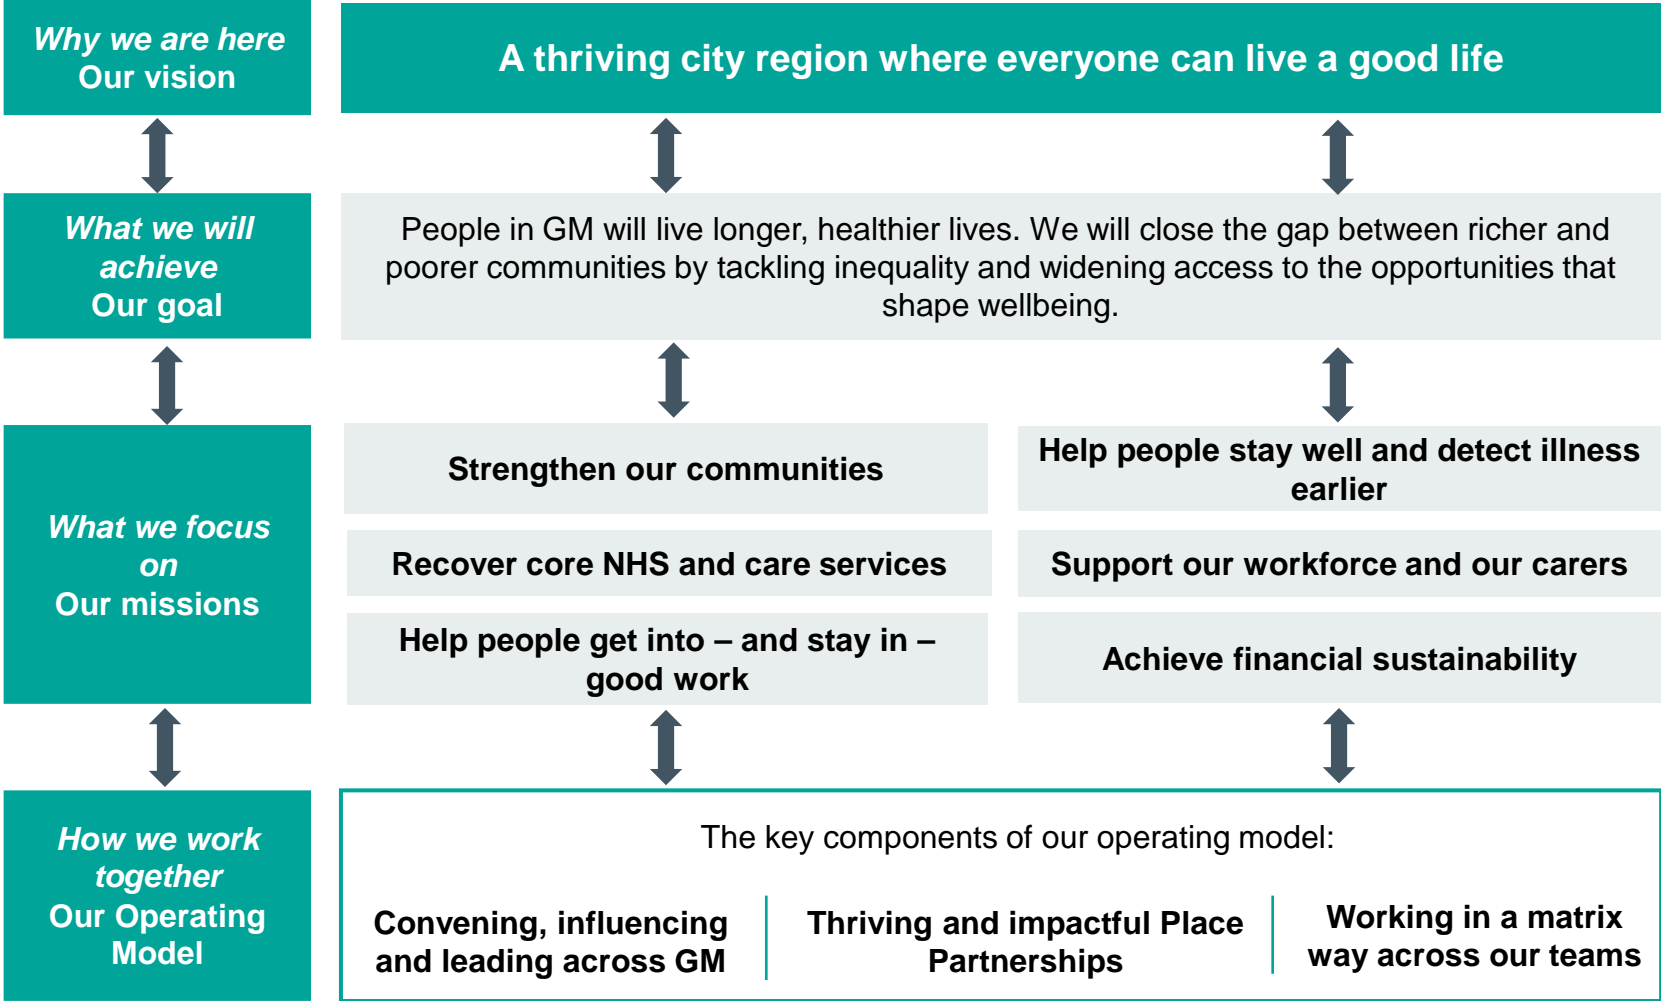 Why we are here
Our vision
A thriving city region where everyone can live a good life
What we will
achieve
Our goal
People in GM will live longer, healthier lives. We will close the gap between richer and
poorer communities by tackling inequality and widening access to the opportunities that
shape wellbeing.
What we focus
on
Our missions
Strengthen our communities
Help people stay well and detect illness
earlier
Recover core NHS and care services
Support our workforce and our carers
Help people get into – and stay in –
good work
Achieve financial sustainability
How we work
together
Our Operating
Model
The key components of our operating model:
Convening, influencing
and leading across GM
Thriving and impactful Place
Partnerships
Working in a matrix
way across our teams